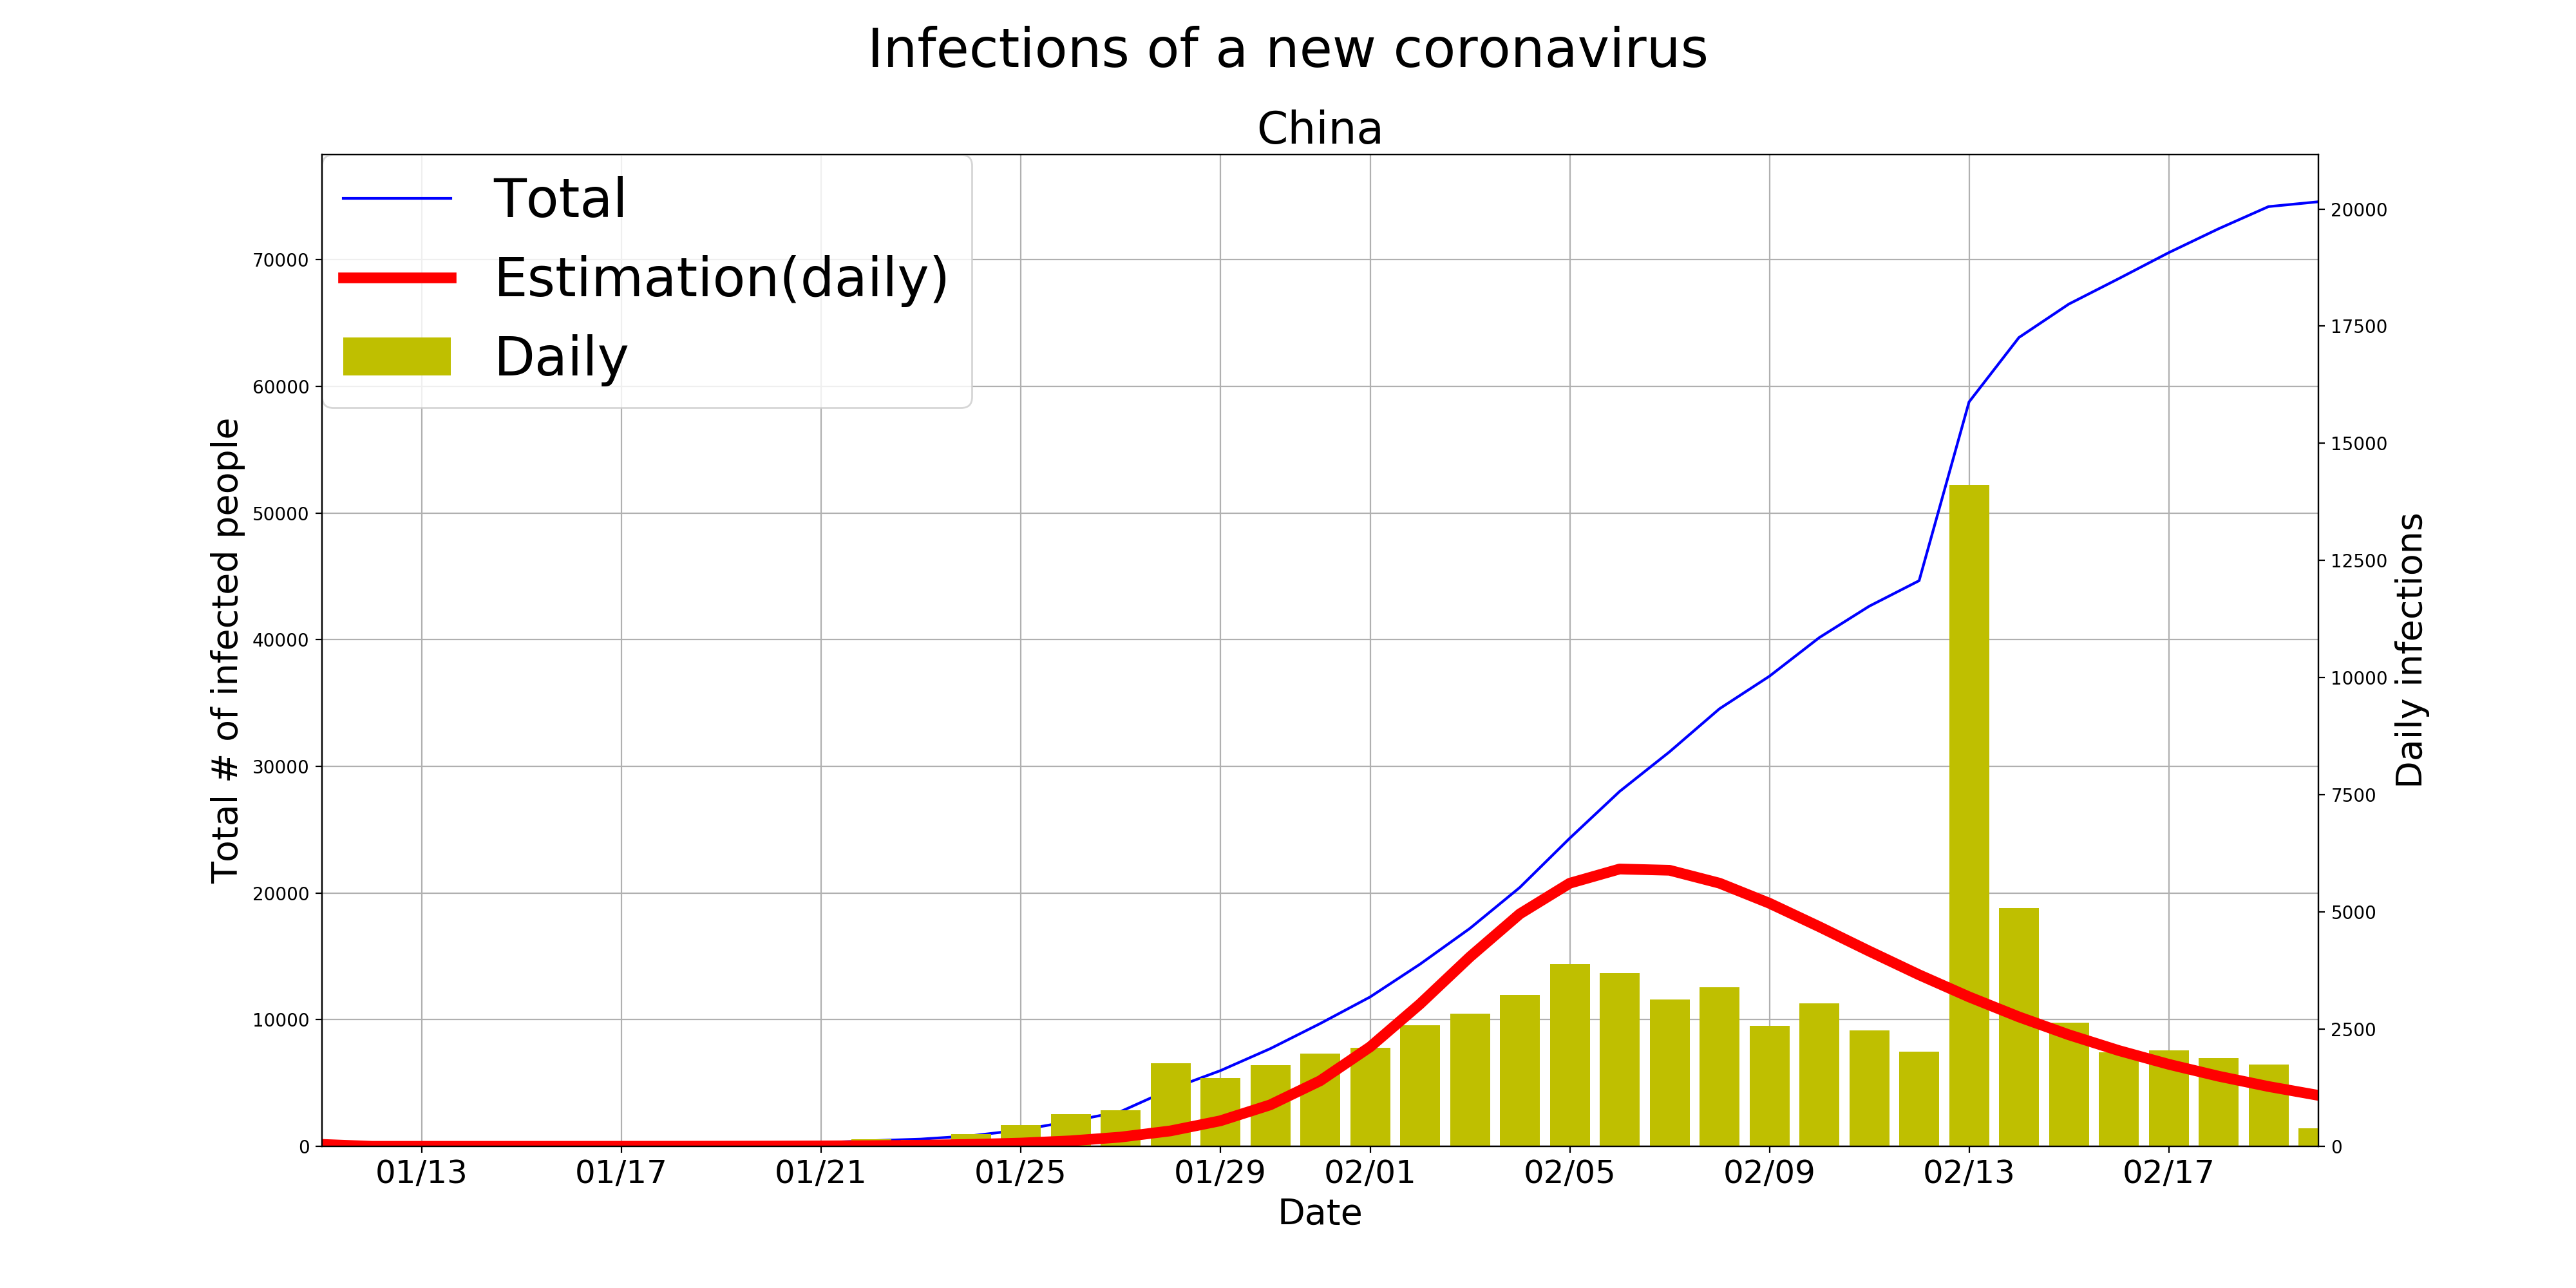 Infections of a new coronavirus
China
Total
Estimation(daily)
Daily
Total # of infected people
70000
60000
50000
40000
30000
20000
10000
0
20000
17500
15000
12500
10000
7500
5000
2500
0
Daily infections
01/13 01/17 01/21 01/25 01/29 02/01 02/05 02/09 02/13 02/17
Date